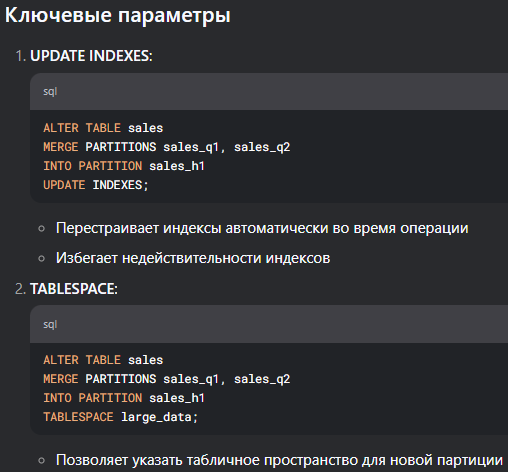 Ключевые параметры
1. UPDATE INDEXES:
sql
ALTER TABLE sales
MERGE PARTITIONS sales_q1, sales_q2
INTO PARTITION sales_h1
UPDATE INDEXES;
○ Перестраивает индексы автоматически во время операции
○ Избегает недействительности индексов
2. TABLESPACE:
sql
ALTER TABLE sales
MERGE PARTITIONS sales_q1, sales_q2
INTO PARTITION sales_h1
TABLESPACE large_data;
○ Позволяет указать табличное пространство для новой партиции